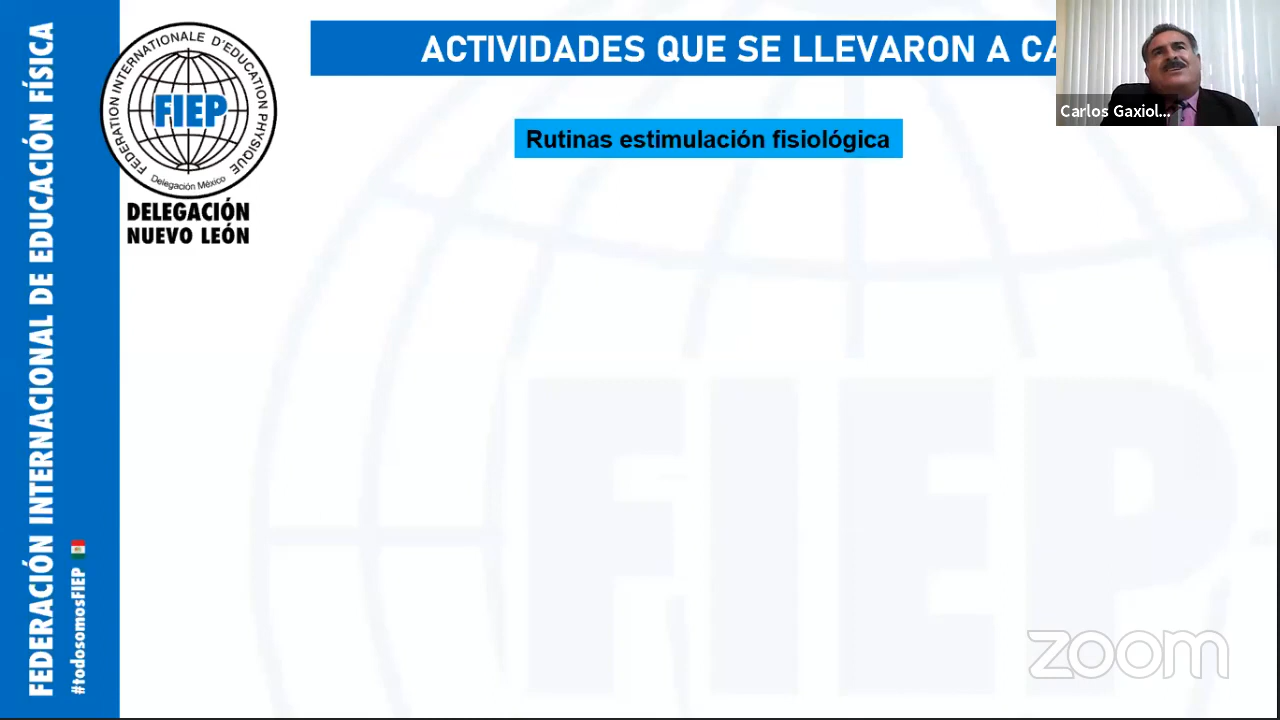 ACTIVIDADES QUE SE LLEVARON A CA
Carlos Gaxiol...
Rutinas estimulación fisiológica
FEDERATION INTERNATIONALE D'EDUCATION PHYSIQUE
FIEP
Delegación México
DELEGACIÓN
NUEVO LEÓN
FEDERACIÓN INTERNACIONAL DE EDUCACIÓN FÍSICA
#todosomosFIEP
FIEP
zoom